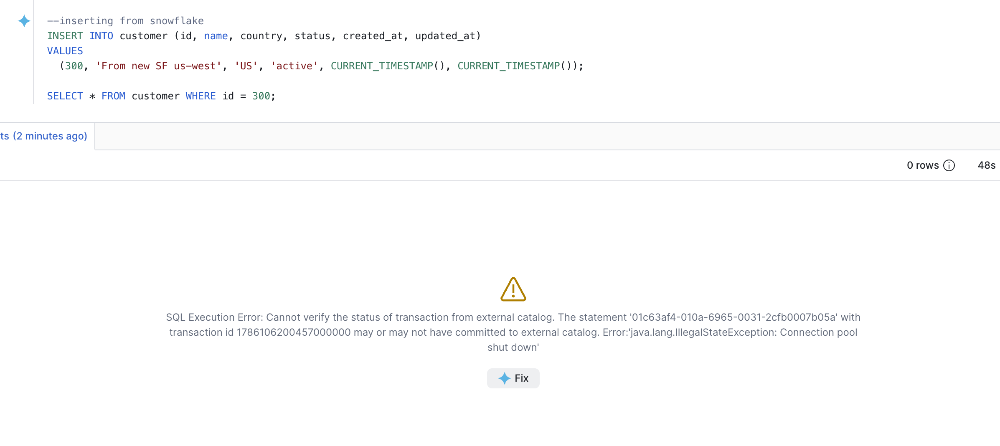 --inserting from snowflake
INSERT INTO customer (id, name, country, status, created_at, updated_at)
VALUES
(300, 'From new SF us-west', 'US', 'active', CURRENT_TIMESTAMP(), CURRENT_TIMESTAMP());
SELECT * FROM customer WHERE id = 300;
ts (2 minutes ago)
0 rows
48s
SQL Execution Error: Cannot verify the status of transaction from external catalog. The statement '01c63af4-010a-6965-0031-2cfb0007b05a' with
transaction id 1786106200457000000 may or may not have committed to external catalog. Error:'java.lang.IllegalStateException: Connection pool
shut down'
Fix